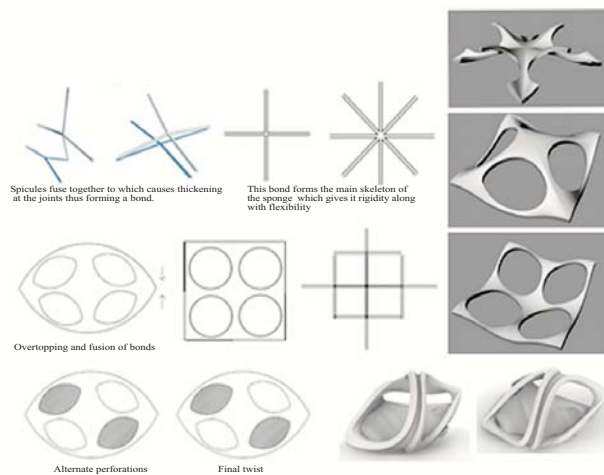 Spicules fuse together to which causes thickening
at the joints thus forming a bond.
This bond forms the main skeleton of
the sponge which gives it rigidity along
with flexibility
Overtopping and fusion of bonds
Alternate perforations
Final twist